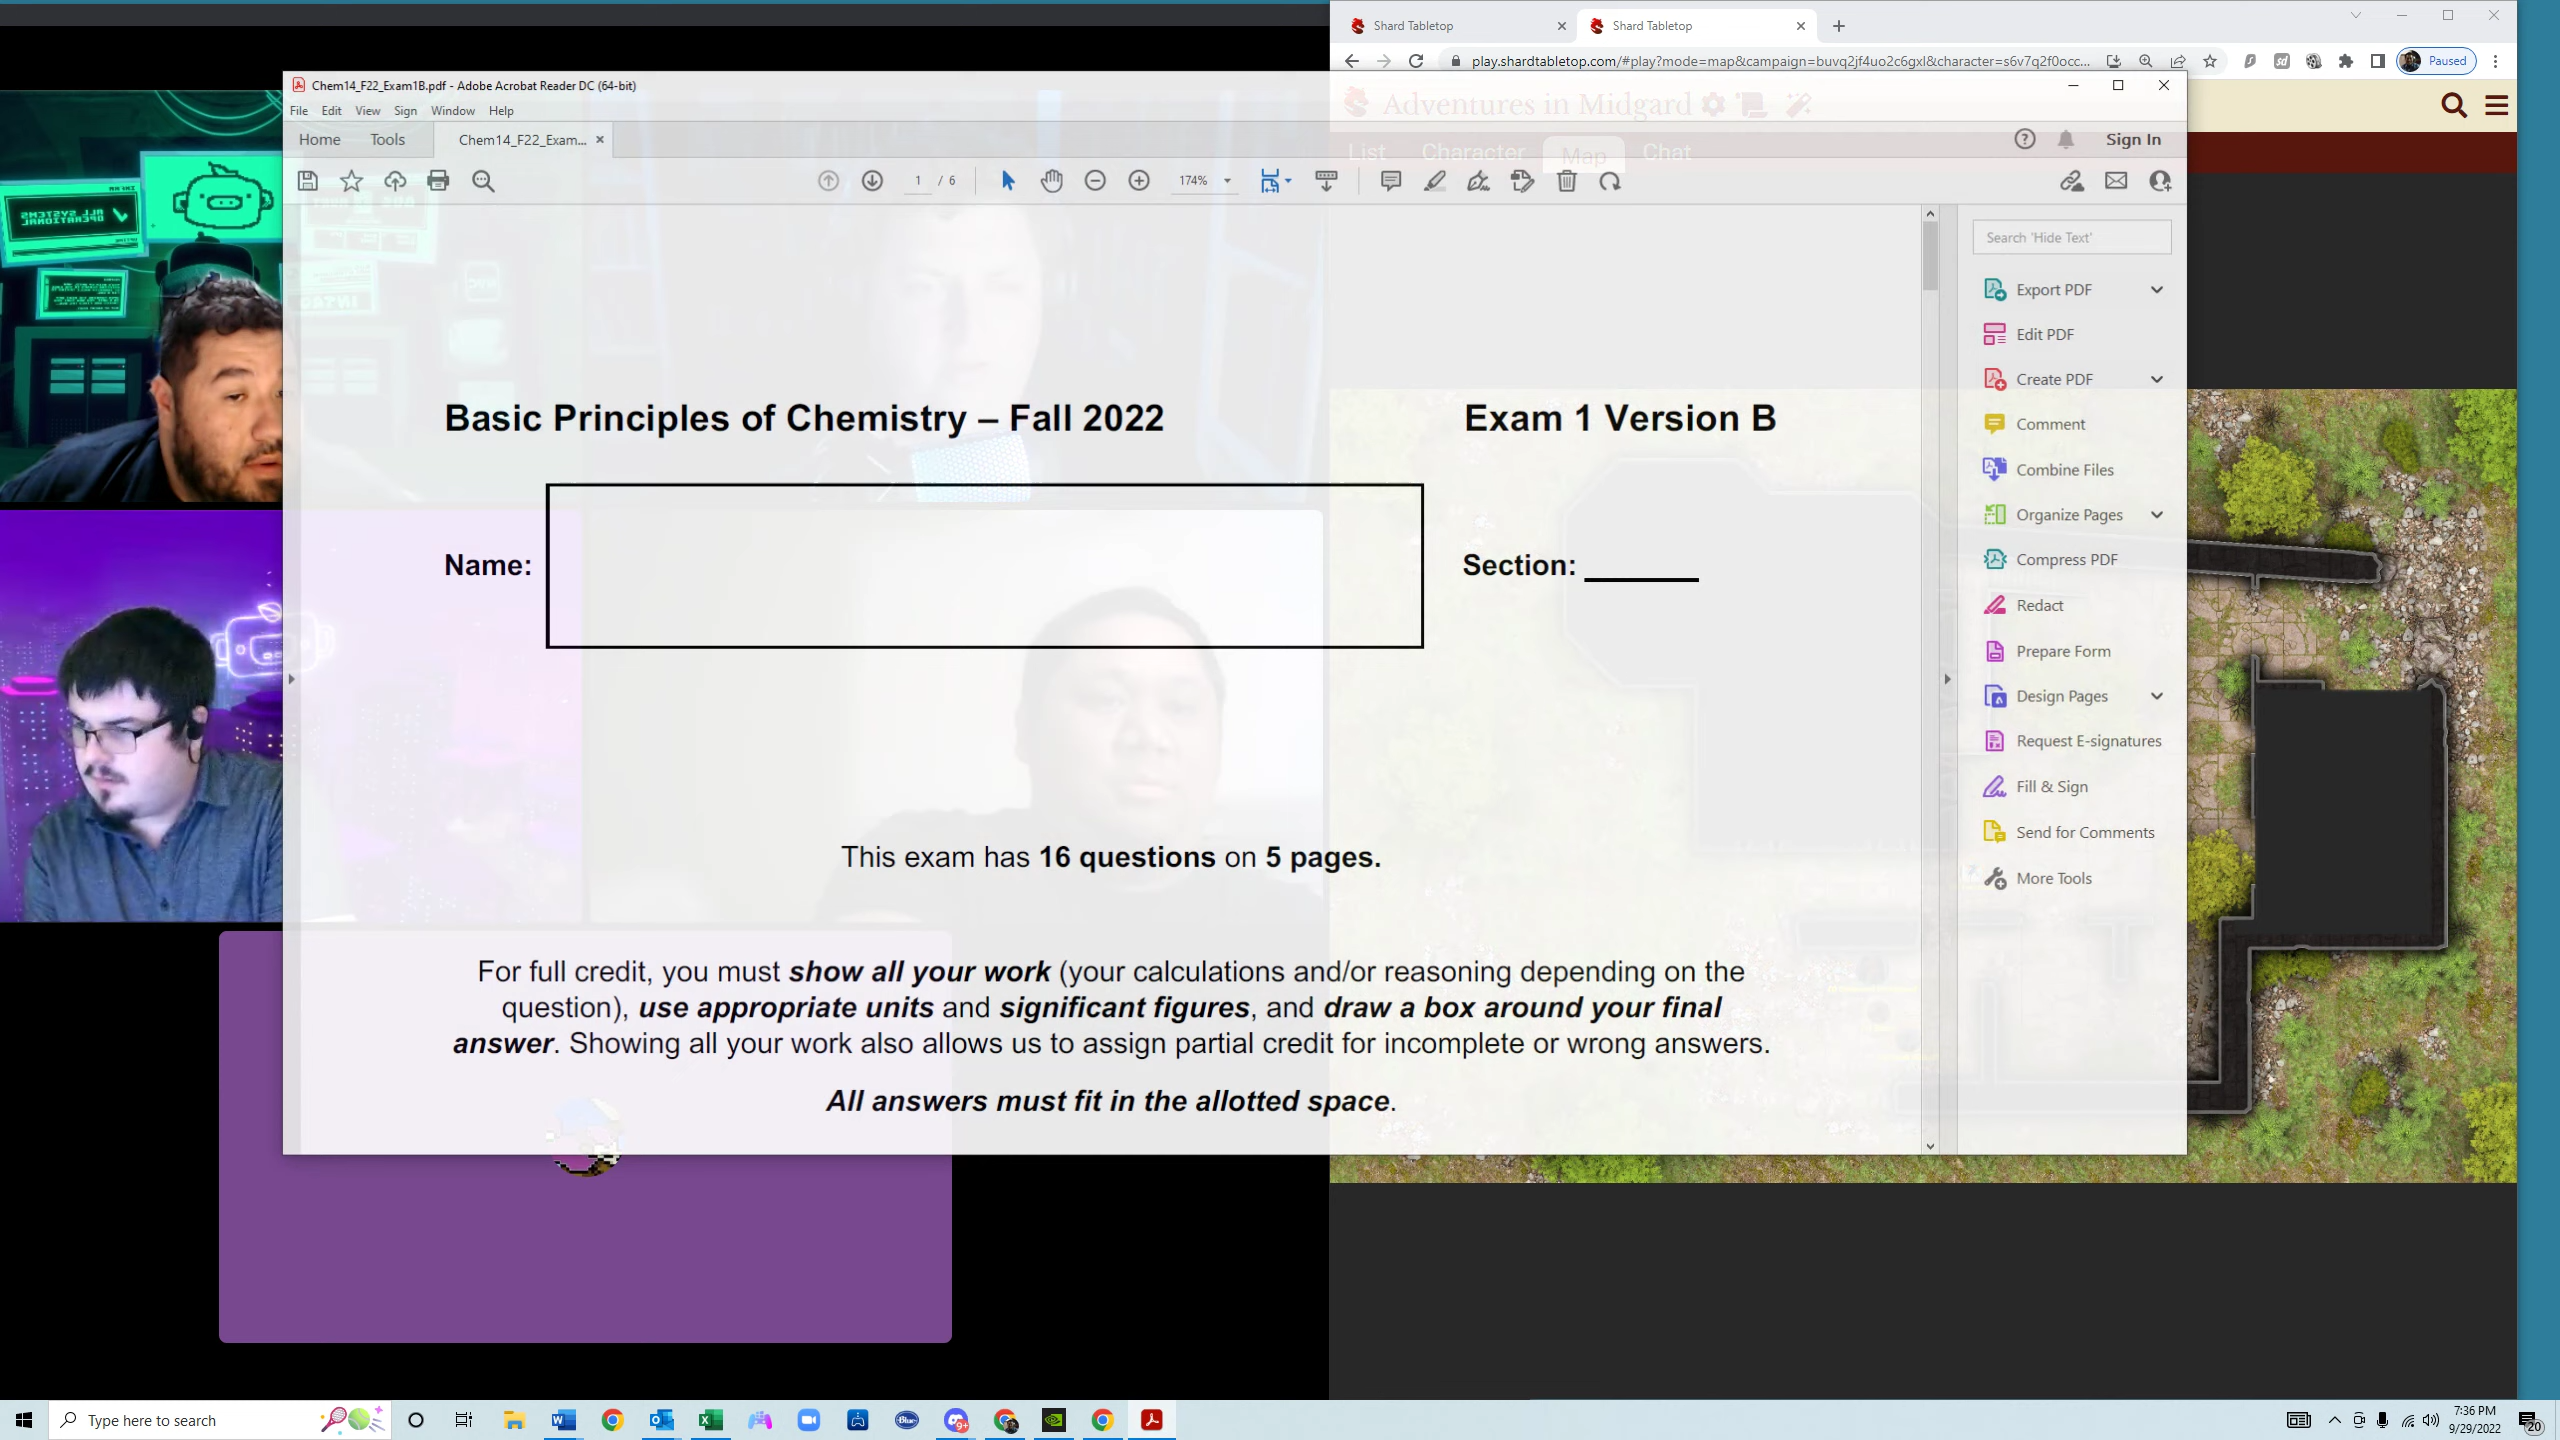 Shard Tabletop
Shard Tabletop
play.shardtabletop.com/#play?mode=map&campaign=buvq2jf4uo2c6gxl&character=s6v7q2f0occ...
Paused
Chem14_F22_Exam1B.pdf - Adobe Acrobat Reader DC (64-bit)
File Edit View Sign Window Help
Adventures in Midgard
Home Tools Chem14_F22_Exam...
Sign In
List Character Map Chat
1 / 6
174%
ALL SYSTEMS
OPERATIONAL
Search 'Hide Text'
Export PDF
Edit PDF
Create PDF
Comment
Combine Files
Organize Pages
Compress PDF
Redact
Prepare Form
Design Pages
Request E-signatures
Fill & Sign
Send for Comments
More Tools
Basic Principles of Chemistry – Fall 2022 Exam 1 Version B
Name: Section:
This exam has 16 questions on 5 pages.
For full credit, you must show all your work (your calculations and/or reasoning depending on the
question), use appropriate units and significant figures, and draw a box around your final
answer. Showing all your work also allows us to assign partial credit for incomplete or wrong answers.
All answers must fit in the allotted space.
Type here to search
Blue
9+
7:36 PM
9/29/2022
20